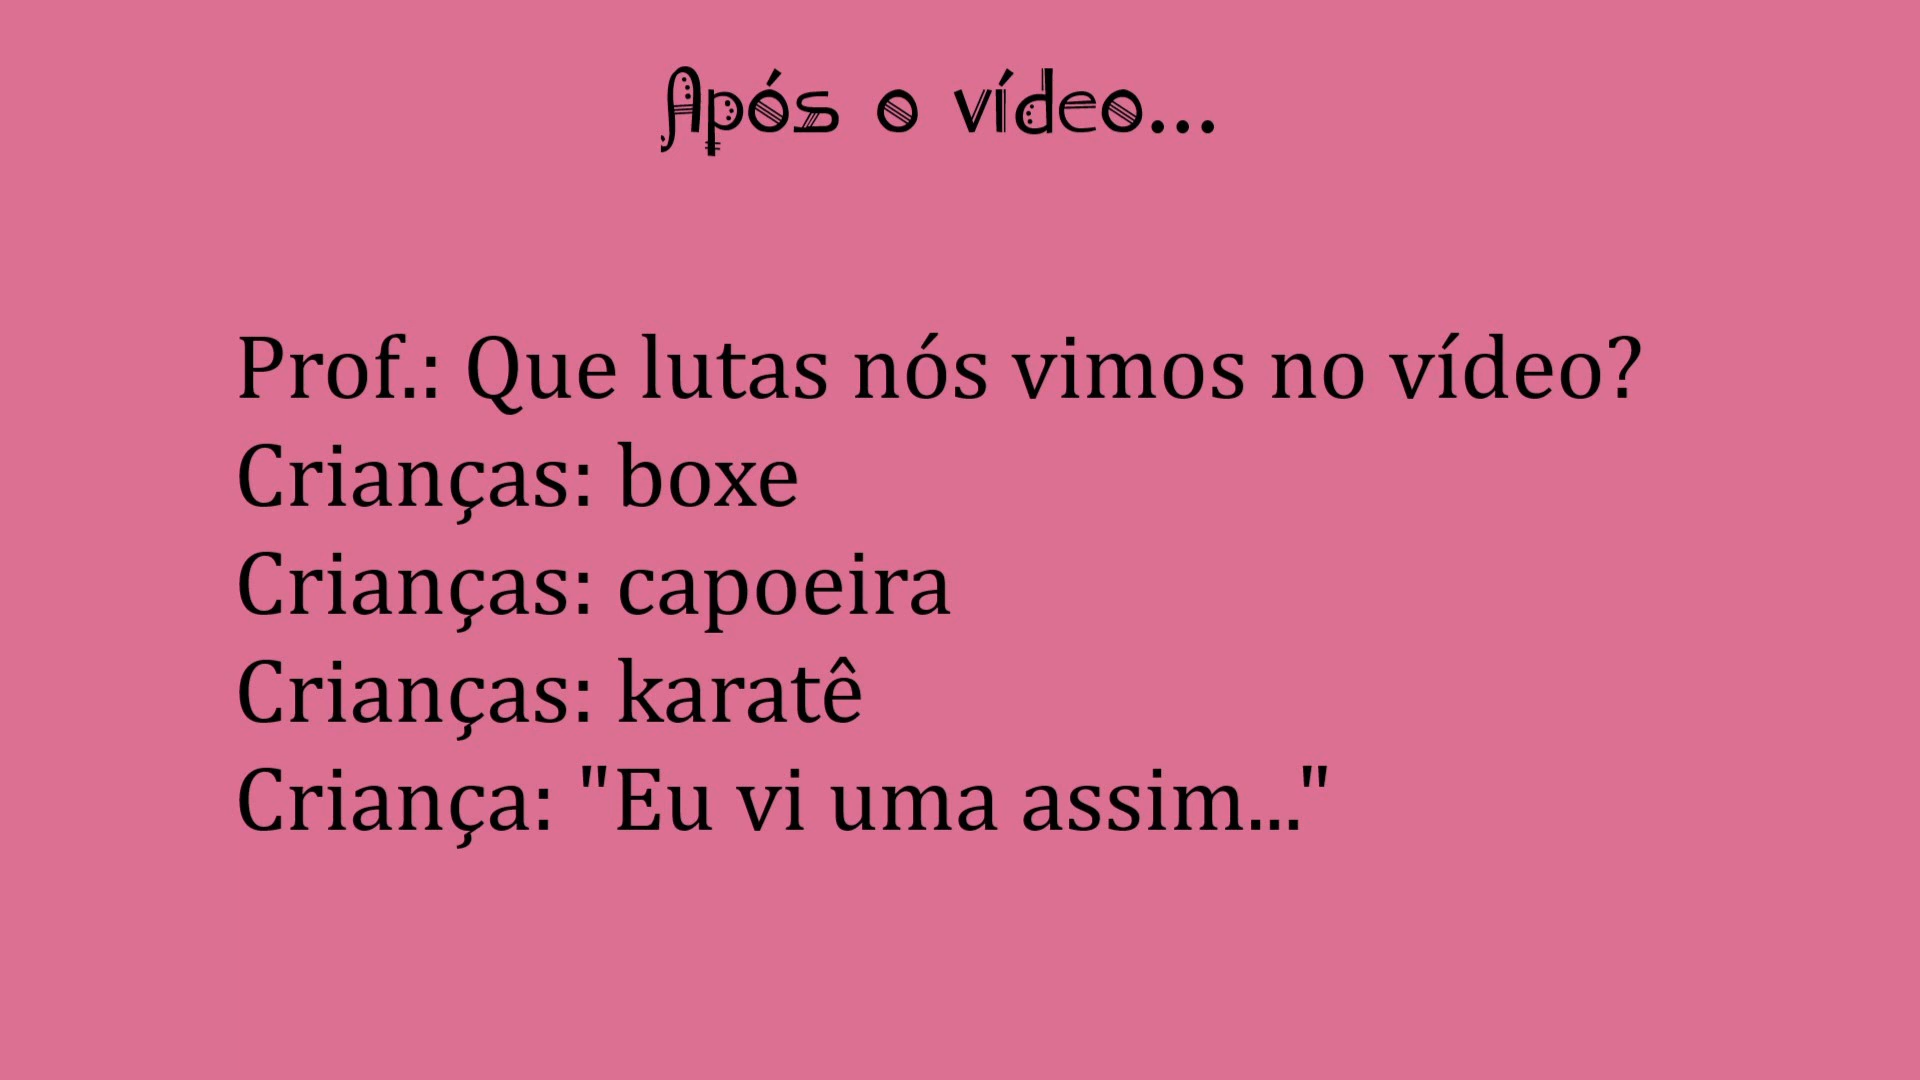 Após o vídeo...
Prof.: Que lutas nós vimos no vídeo?
Crianças: boxe
Crianças: capoeira
Crianças: karatê
Criança: "Eu vi uma assim..."